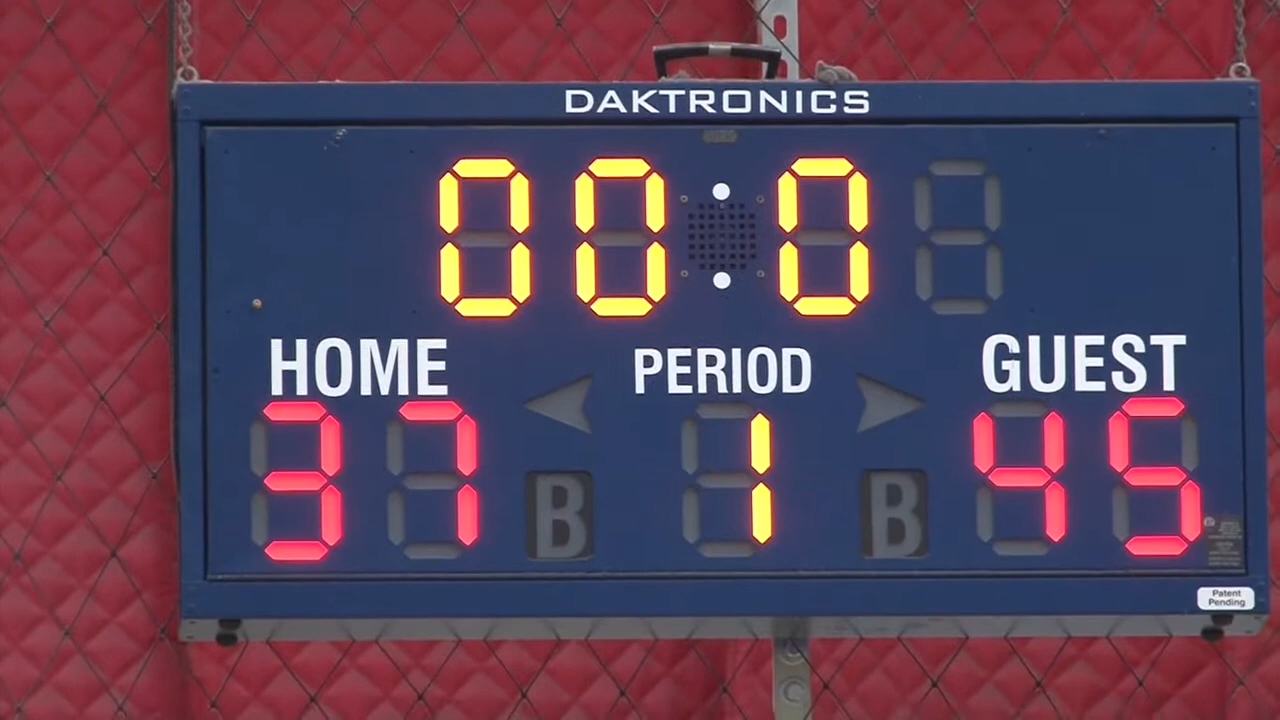 DAKTRONICS
00:0
HOME PERIOD GUEST
37 B 1 B 45
Patent
Pending